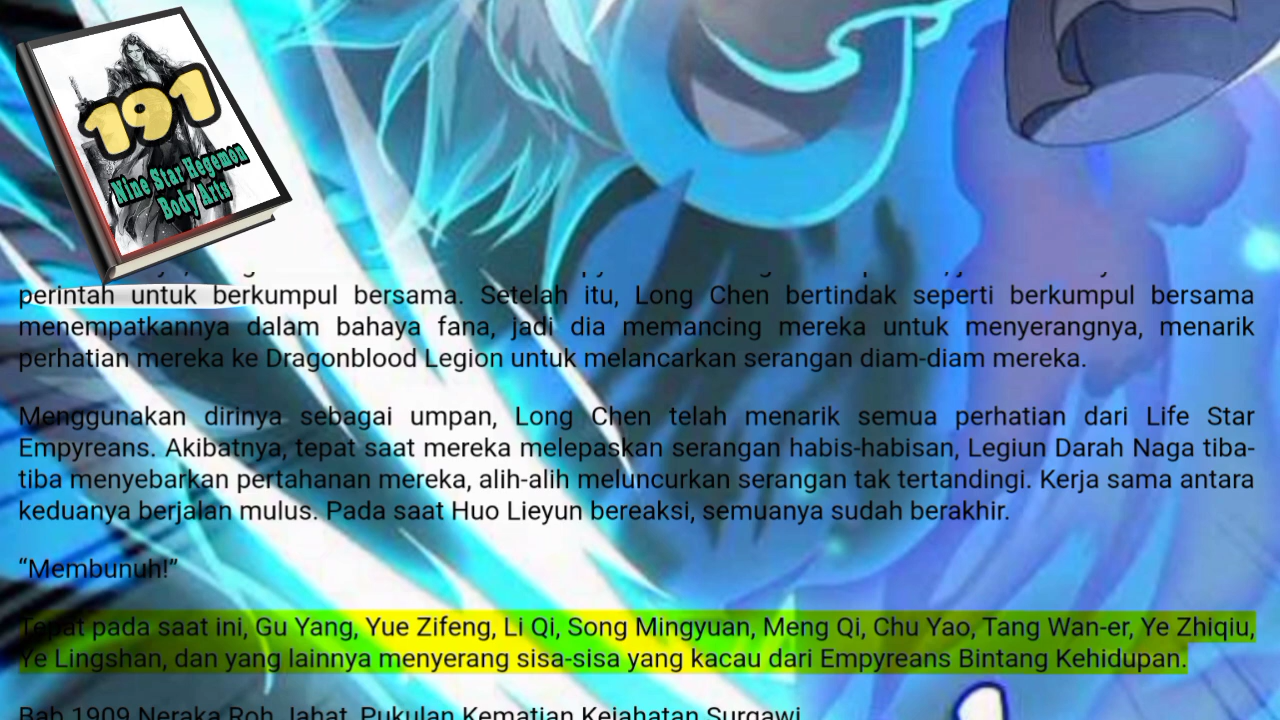 191
Nine Star Hegemon
Body Arts
perintah untuk berkumpul bersama. Setelah itu, Long Chen bertindak seperti berkumpul bersama
menempatkannya dalam bahaya fana, jadi dia memancing mereka untuk menyerangnya, menarik
perhatian mereka ke Dragonblood Legion untuk melancarkan serangan diam-diam mereka.
Menggunakan dirinya sebagai umpan, Long Chen telah menarik semua perhatian dari Life Star
Empyreans. Akibatnya, tepat saat mereka melepaskan serangan habis-habisan, Legiun Darah Naga tiba-
tiba menyebarkan pertahanan mereka, alih-alih meluncurkan serangan tak tertandingi. Kerja sama antara
keduanya berjalan mulus. Pada saat Huo Lieyun bereaksi, semuanya sudah berakhir.
“Membunuh!”
Tepat pada saat ini, Gu Yang, Yue Zifeng, Li Qi, Song Mingyuan, Meng Qi, Chu Yao, Tang Wan-er, Ye Zhiqiu,
Ye Lingshan, dan yang lainnya menyerang sisa-sisa yang kacau dari Empyreans Bintang Kehidupan.
Bab 1909 Neraka Roh Jahat, Pukulan Kematian Kejahatan Surgawi